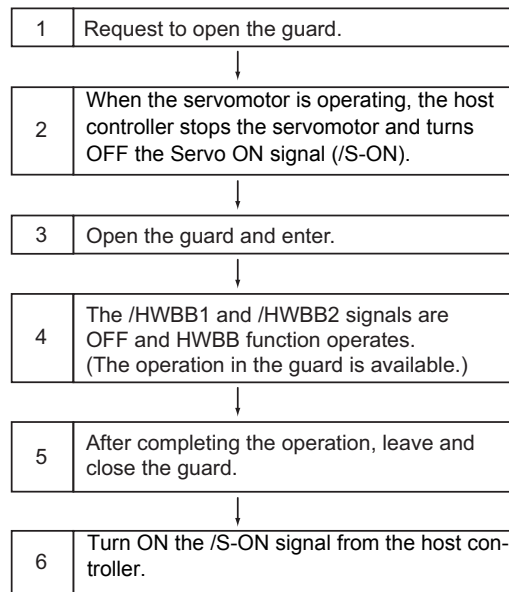 1 Request to open the guard.
When the servomotor is operating, the host
2 controller stops the servomotor and turns
OFF the Servo ON signal (/S-ON).
3 Open the guard and enter.
The /HWBB1 and /HWBB2 signals are
4 OFF and HWBB function operates.
(The operation in the guard is available.)
5 After completing the operation, leave and
close the guard.
6 Turn ON the /S-ON signal from the host con-
troller.